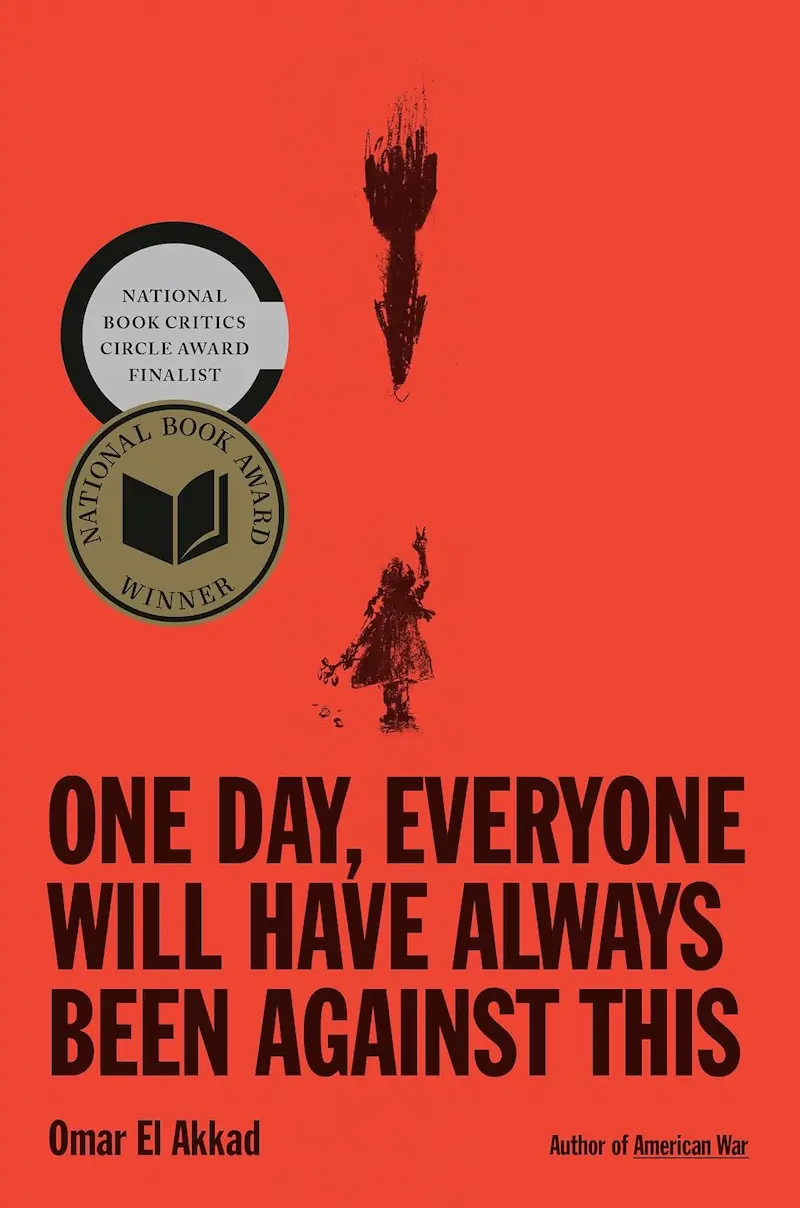 NATIONAL
BOOK CRITICS
CIRCLE AWARD
FINALIST
NATIONAL BOOK AWARD
WINNER
ONE DAY, EVERYONE
WILL HAVE ALWAYS
BEEN AGAINST THIS
Omar El Akkad
Author of American War